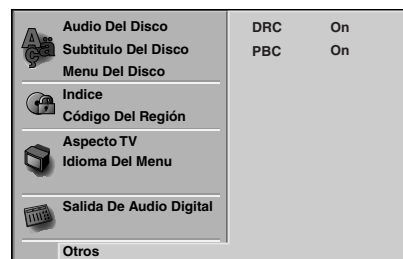 Audio Del Disco
Subtitulo Del Disco
Menu Del Disco
Indice
Código Del Región
Aspecto TV
Idioma Del Menu
Salida De Audio Digital
Otros
DRC On
PBC On